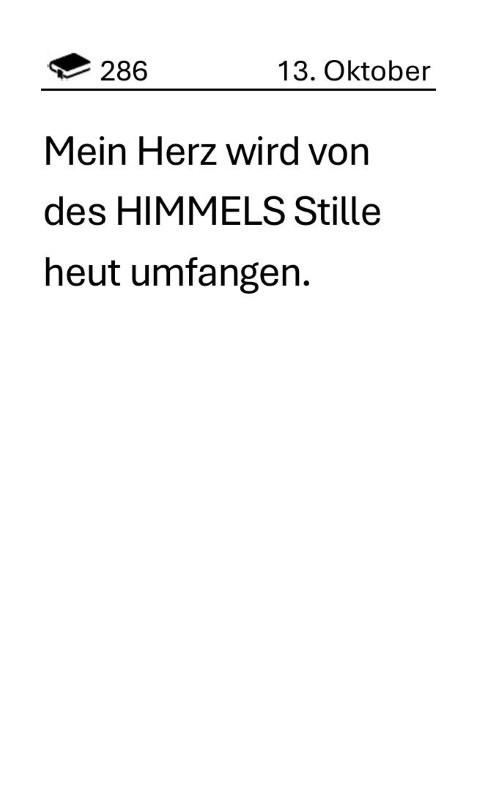 286 13. Oktober
Mein Herz wird von
des HIMMELS Stille
heut umfangen.